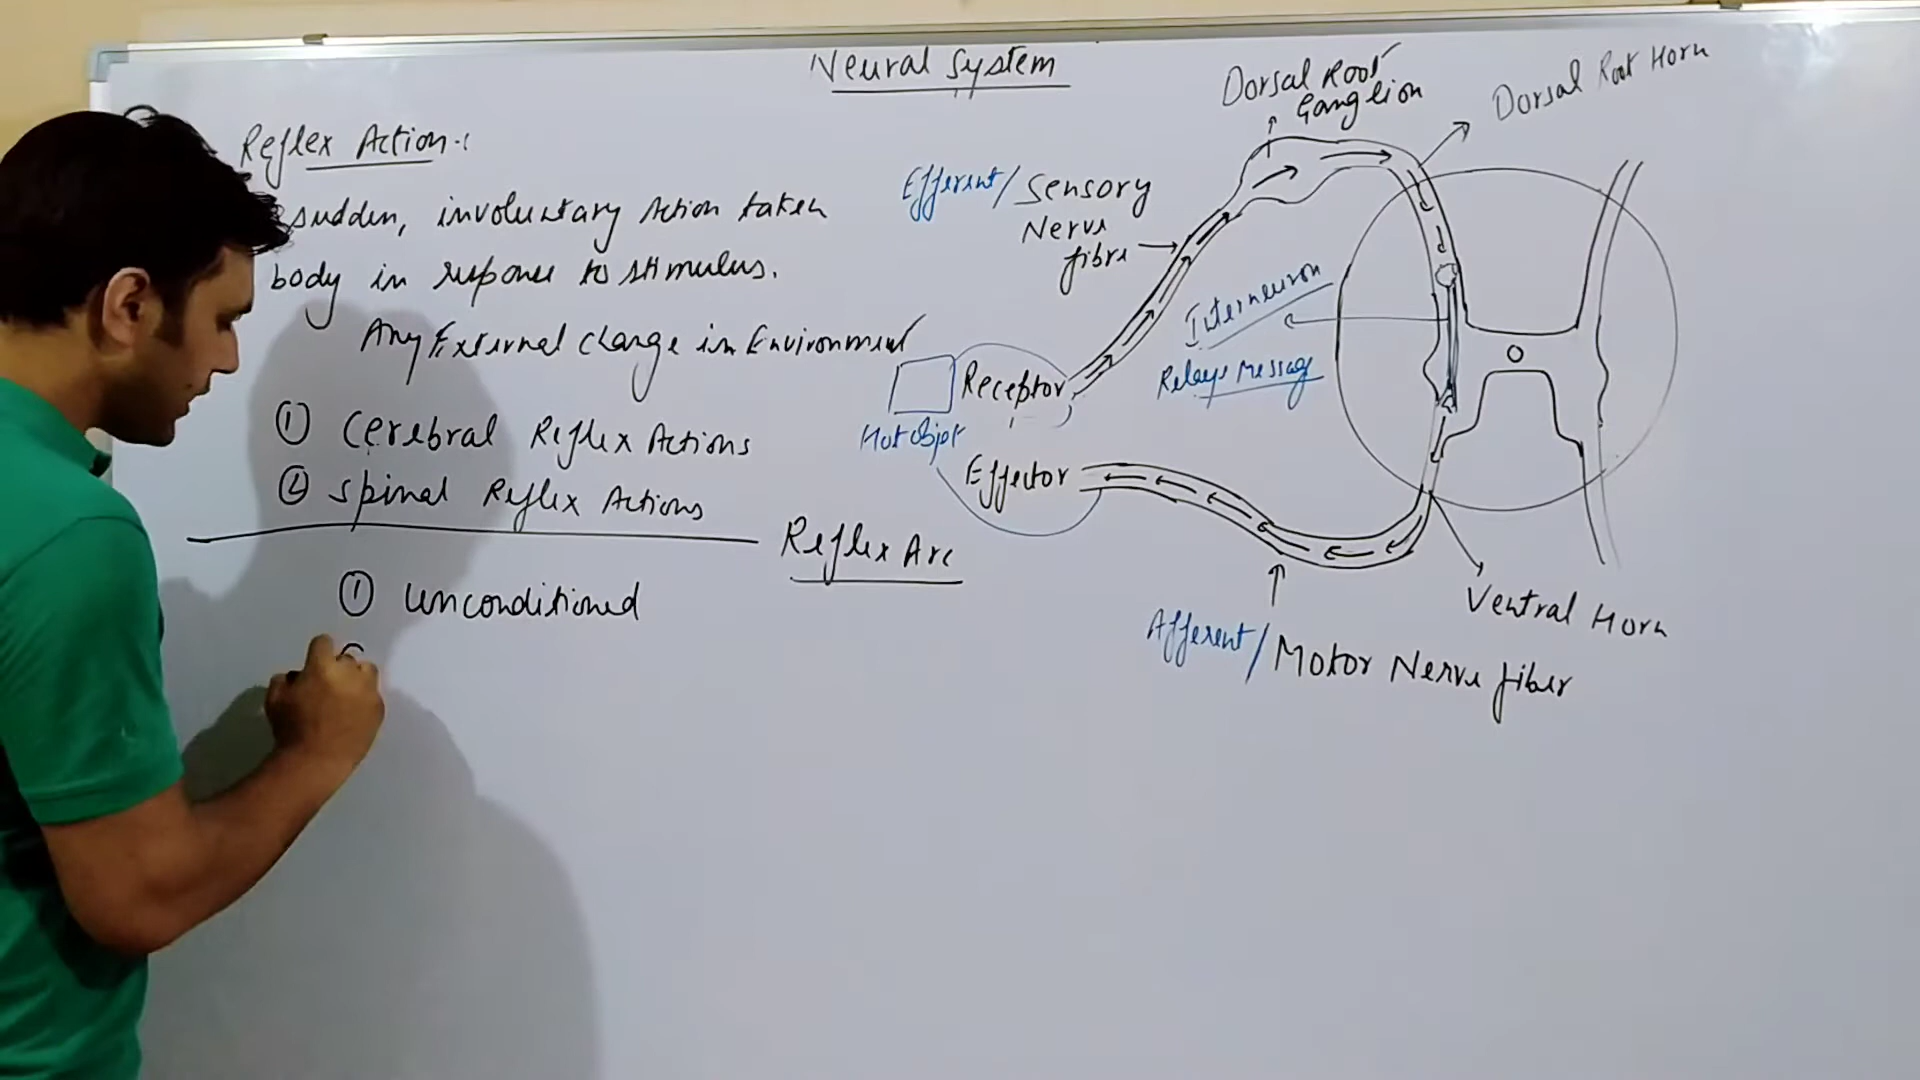 Neural System
Reflex Action:
sudden, involuntary Action taken
body in response to stimulus.
Any External Change in Environment
① Cerebral Reflex Actions
② Spinal Reflex Actions
Reflex Arc
① Unconditioned
Dorsal Root
Ganglion
Dorsal Root Horn
Efferent / Sensory
Nerve
fibre
Interneuron
Relays Message
Receptor
Hot Objet
Effector
Ventral Horn
Afferent / Motor Nerve fiber